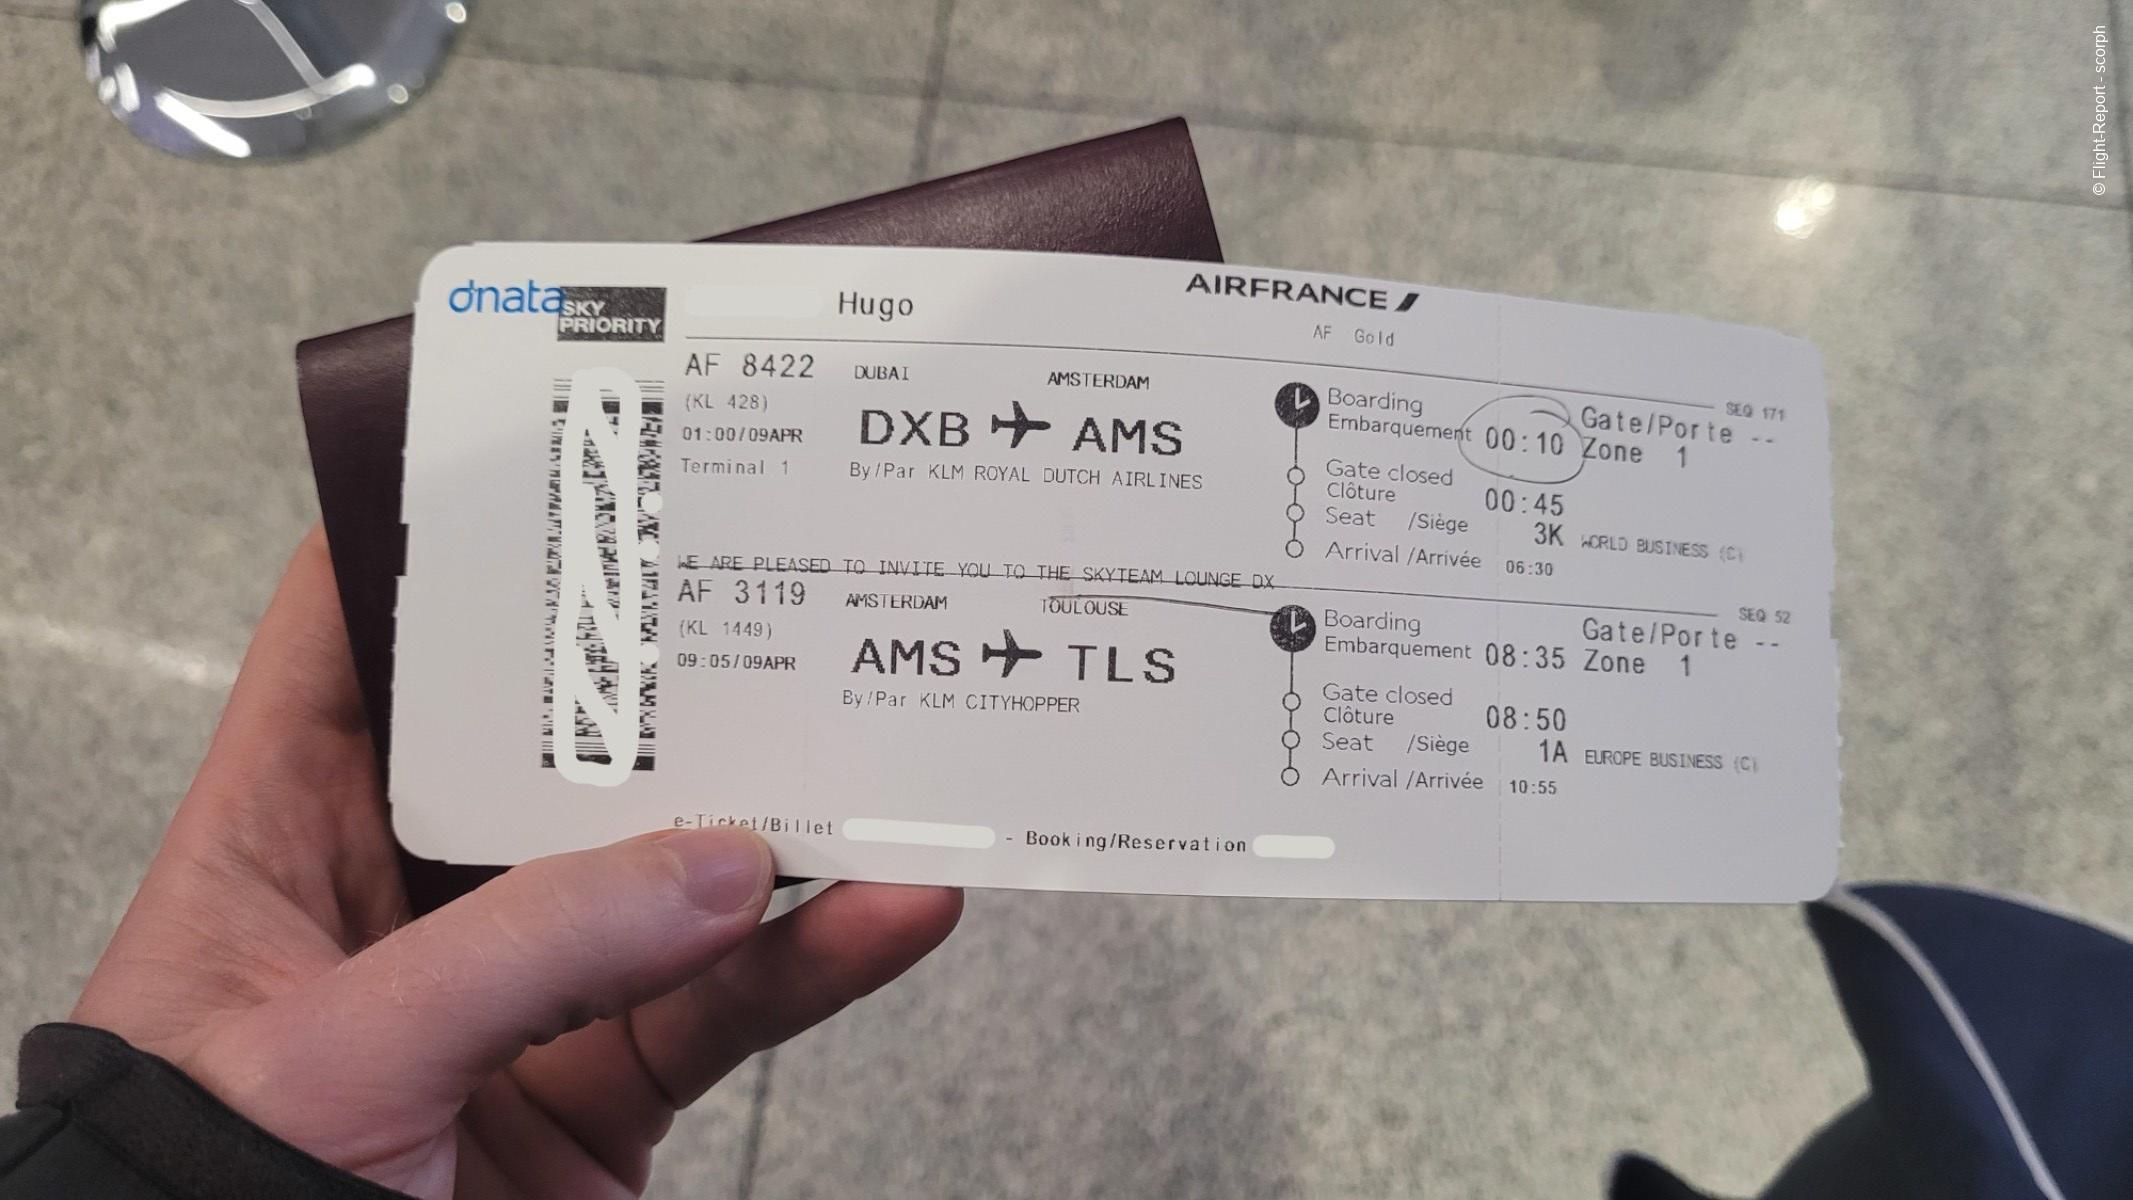 © Flight-Report - scorph
dnata
SKY
PRIORITY
Hugo
AIRFRANCE
AF Gold
AF 8422 DUBAI AMSTERDAM
(KL 428)
01:00/09APR DXB AMS
Terminal 1 By/Par KLM ROYAL DUTCH AIRLINES
SEQ 171
Boarding
Embarquement 00:10
Gate/Porte --
Zone 1
Gate closed
Clôture 00:45
Seat /Siège 3K WORLD BUSINESS (C)
Arrival /Arrivée 06:30
WE ARE PLEASED TO INVITE YOU TO THE SKYTEAM LOUNGE DX
AF 3119 AMSTERDAM TOULOUSE
(KL 1449)
09:05/09APR AMS TLS
By/Par KLM CITYHOPPER
SEQ 52
Boarding
Embarquement 08:35
Gate/Porte --
Zone 1
Gate closed
Clôture 08:50
Seat /Siège 1A EUROPE BUSINESS (C)
Arrival /Arrivée 10:55
e-Ticket/Billet - Booking/Reservation